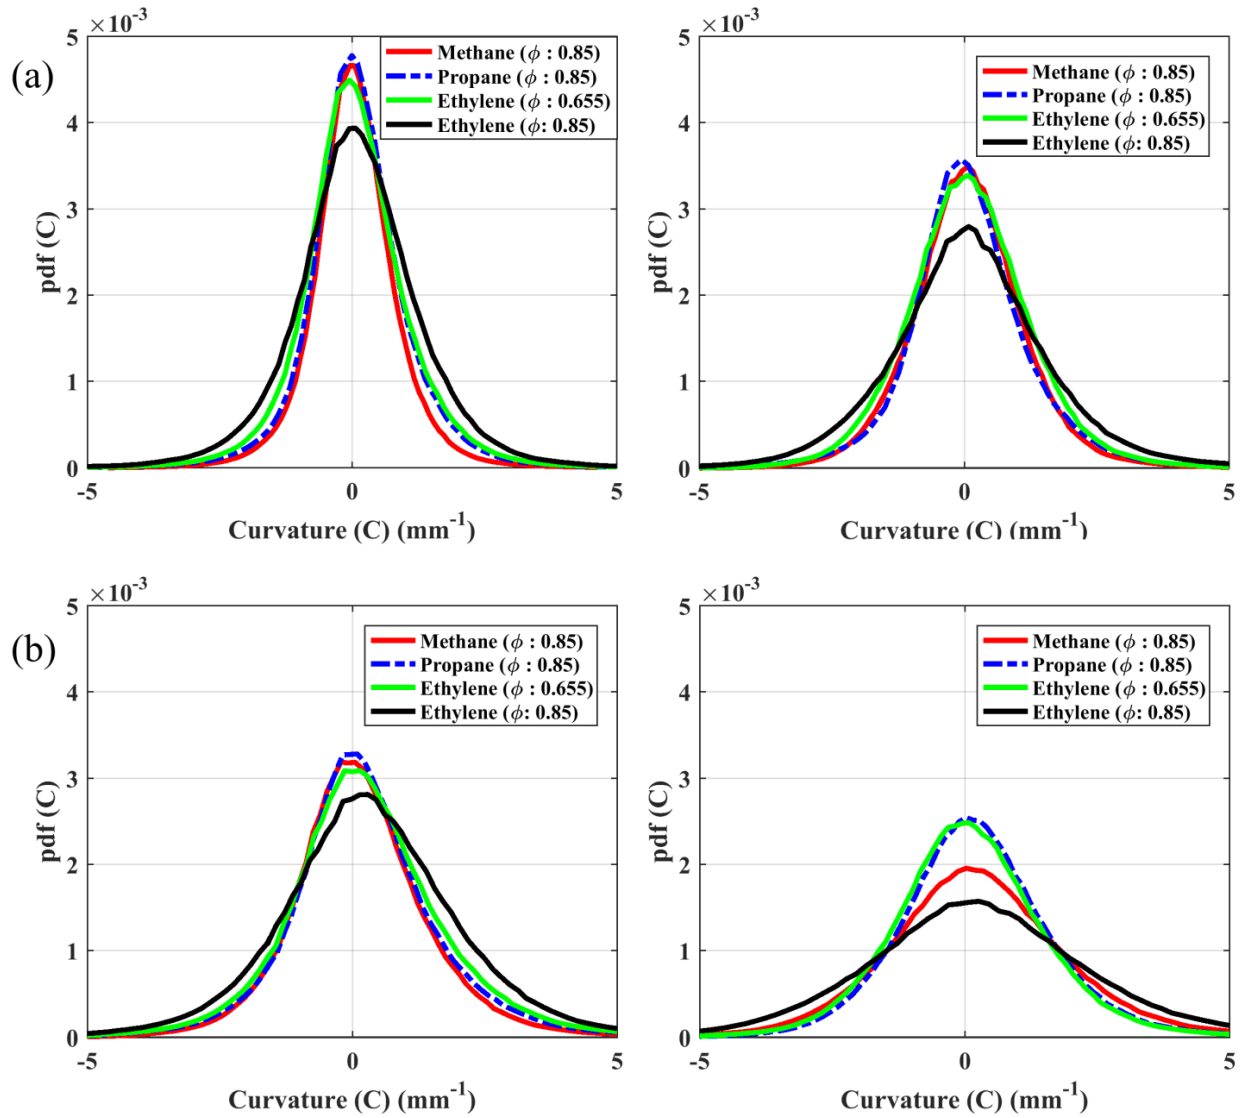 (a)
×10⁻³
5
4
3
2
1
0
-5 0 5
pdf (C)
Curvature (C) (mm⁻¹)
Methane (ϕ : 0.85)
Propane (ϕ : 0.85)
Ethylene (ϕ : 0.655)
Ethylene (ϕ: 0.85)
×10⁻³
5
4
3
2
1
0
-5 0 5
pdf (C)
Curvature (C) (mm⁻¹)
Methane (ϕ : 0.85)
Propane (ϕ : 0.85)
Ethylene (ϕ : 0.655)
Ethylene (ϕ: 0.85)
(b)
×10⁻³
5
4
3
2
1
0
-5 0 5
pdf (C)
Curvature (C) (mm⁻¹)
Methane (ϕ : 0.85)
Propane (ϕ : 0.85)
Ethylene (ϕ : 0.655)
Ethylene (ϕ: 0.85)
×10⁻³
5
4
3
2
1
0
-5 0 5
pdf (C)
Curvature (C) (mm⁻¹)
Methane (ϕ : 0.85)
Propane (ϕ : 0.85)
Ethylene (ϕ : 0.655)
Ethylene (ϕ: 0.85)